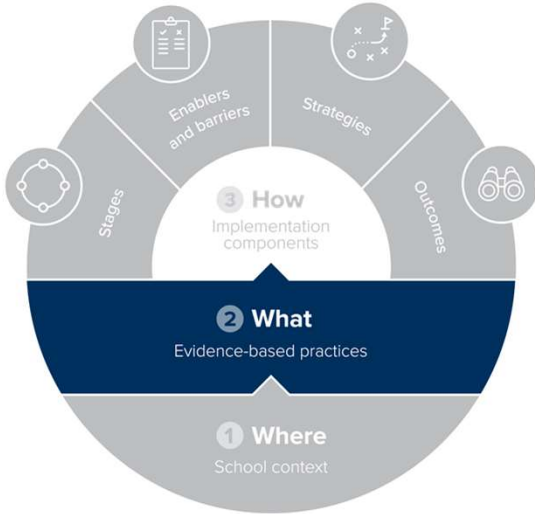 Enablers
and barriers
Strategies
Stages
Outcomes
3 How
Implementation
components
2 What
Evidence-based practices
1 Where
School context